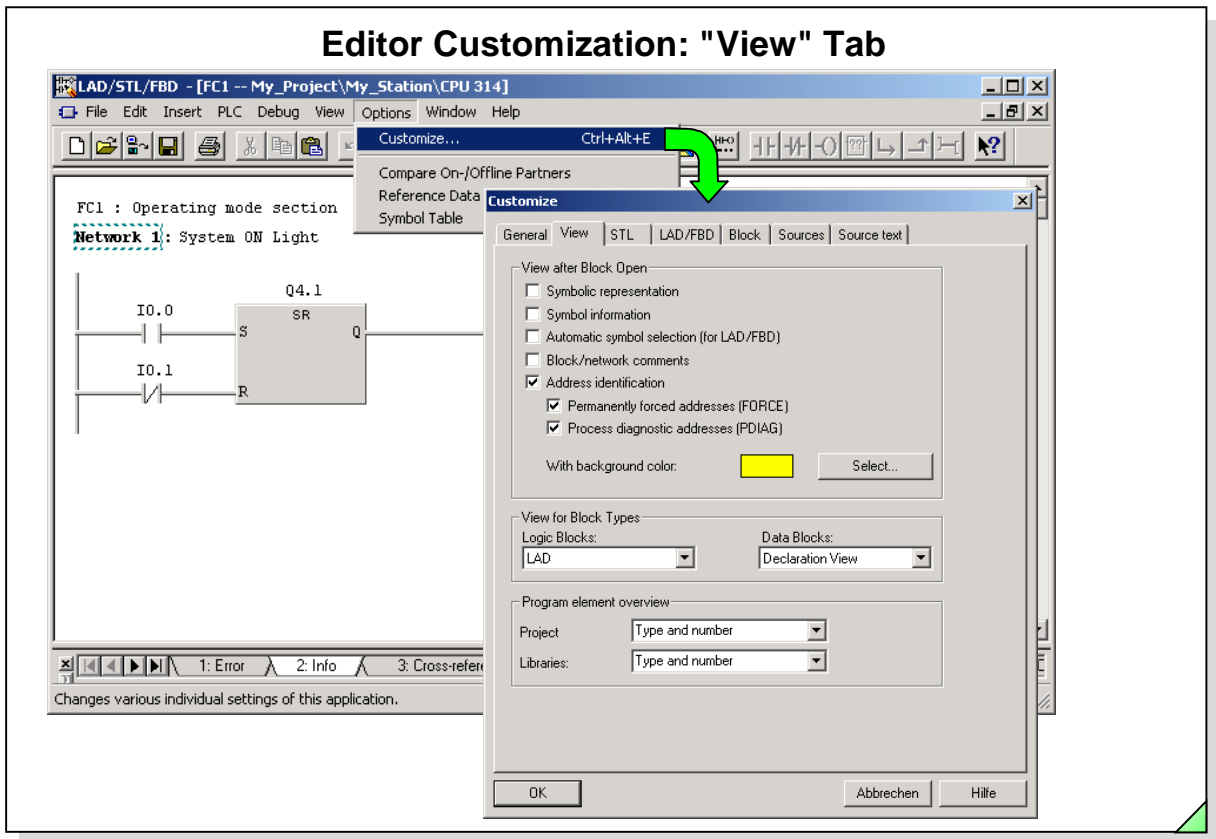 Editor Customization: "View" Tab
LAD/STL/FBD - [FC1 -- My_Project\My_Station\CPU 314]
File Edit Insert PLC Debug View Options Window Help
Customize... Ctrl+Alt+E
Compare On-/Offline Partners
Reference Data
Symbol Table
FC1 : Operating mode section
Network 1: System ON Light
Q4.1
I0.0
SR
S Q
I0.1
R
Customize
General View STL LAD/FBD Block Sources Source text
View after Block Open
Symbolic representation
Symbol information
Automatic symbol selection (for LAD/FBD)
Block/network comments
Address identification
Permanently forced addresses (FORCE)
Process diagnostic addresses (PDIAG)
With background color: Select...
View for Block Types
Logic Blocks: Data Blocks:
LAD Declaration View
Program element overview
Project Type and number
Libraries: Type and number
OK Abbrechen Hilfe
1: Error 2: Info 3: Cross-refere
Changes various individual settings of this application.